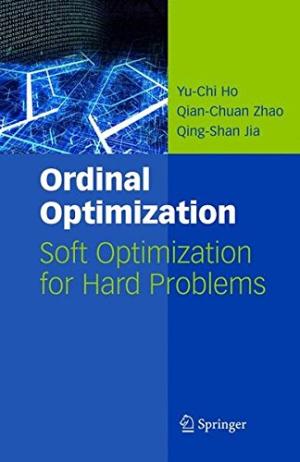 Yu-Chi Ho
Qian-Chuan Zhao
Qing-Shan Jia
Ordinal
Optimization
Soft Optimization
for Hard Problems
Springer